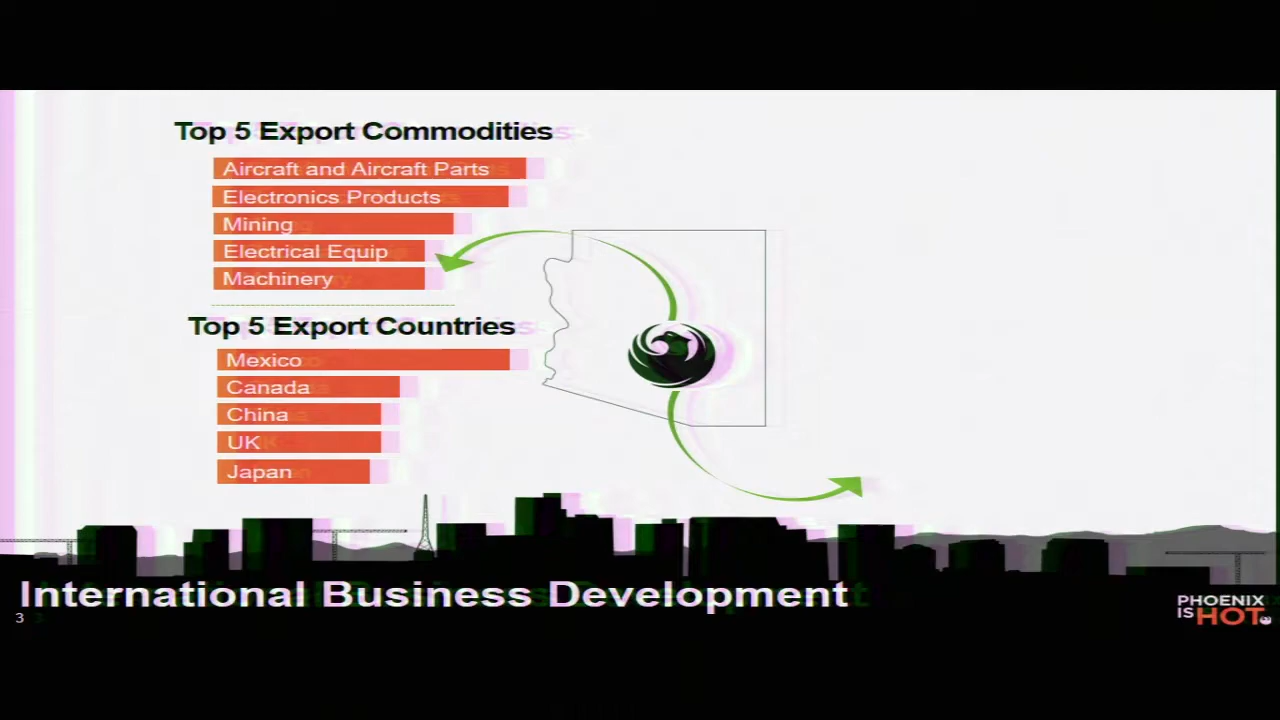 Top 5 Export Commodities
Aircraft and Aircraft Parts
Electronics Products
Mining
Electrical Equip
Machinery
Top 5 Export Countries
Mexico
Canada
China
UK
Japan
International Business Development
3
PHOENIX
IS HOT